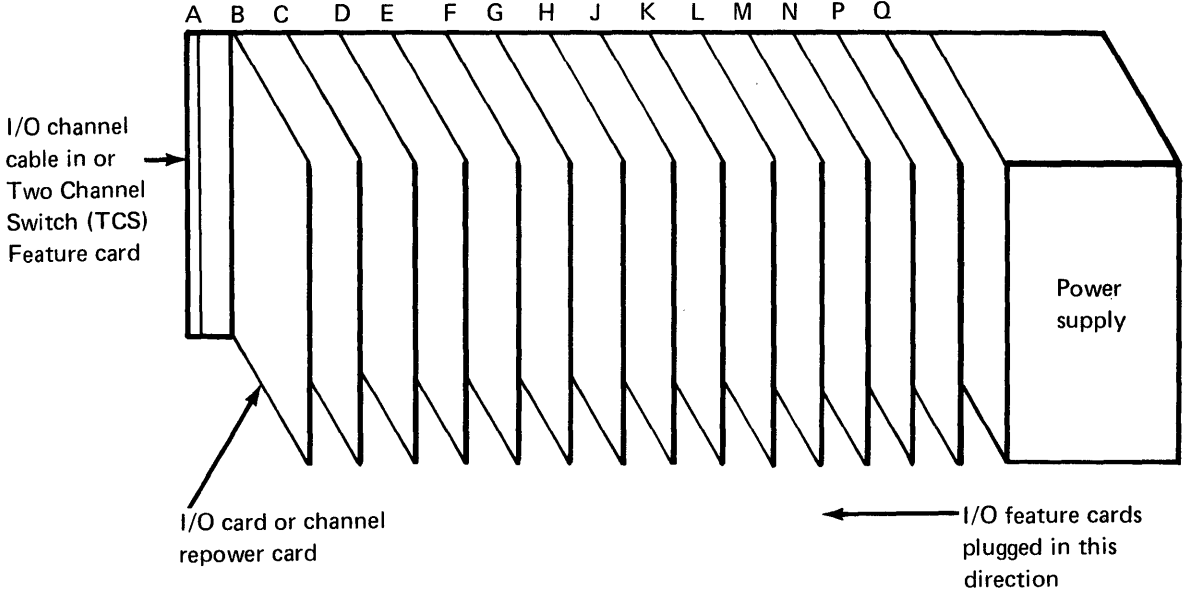 A B C D E F G H J K L M N P Q
I/O channel
cable in or
Two Channel
Switch (TCS)
Feature card
Power
supply
I/O card or channel
repower card
I/O feature cards
plugged in this
direction